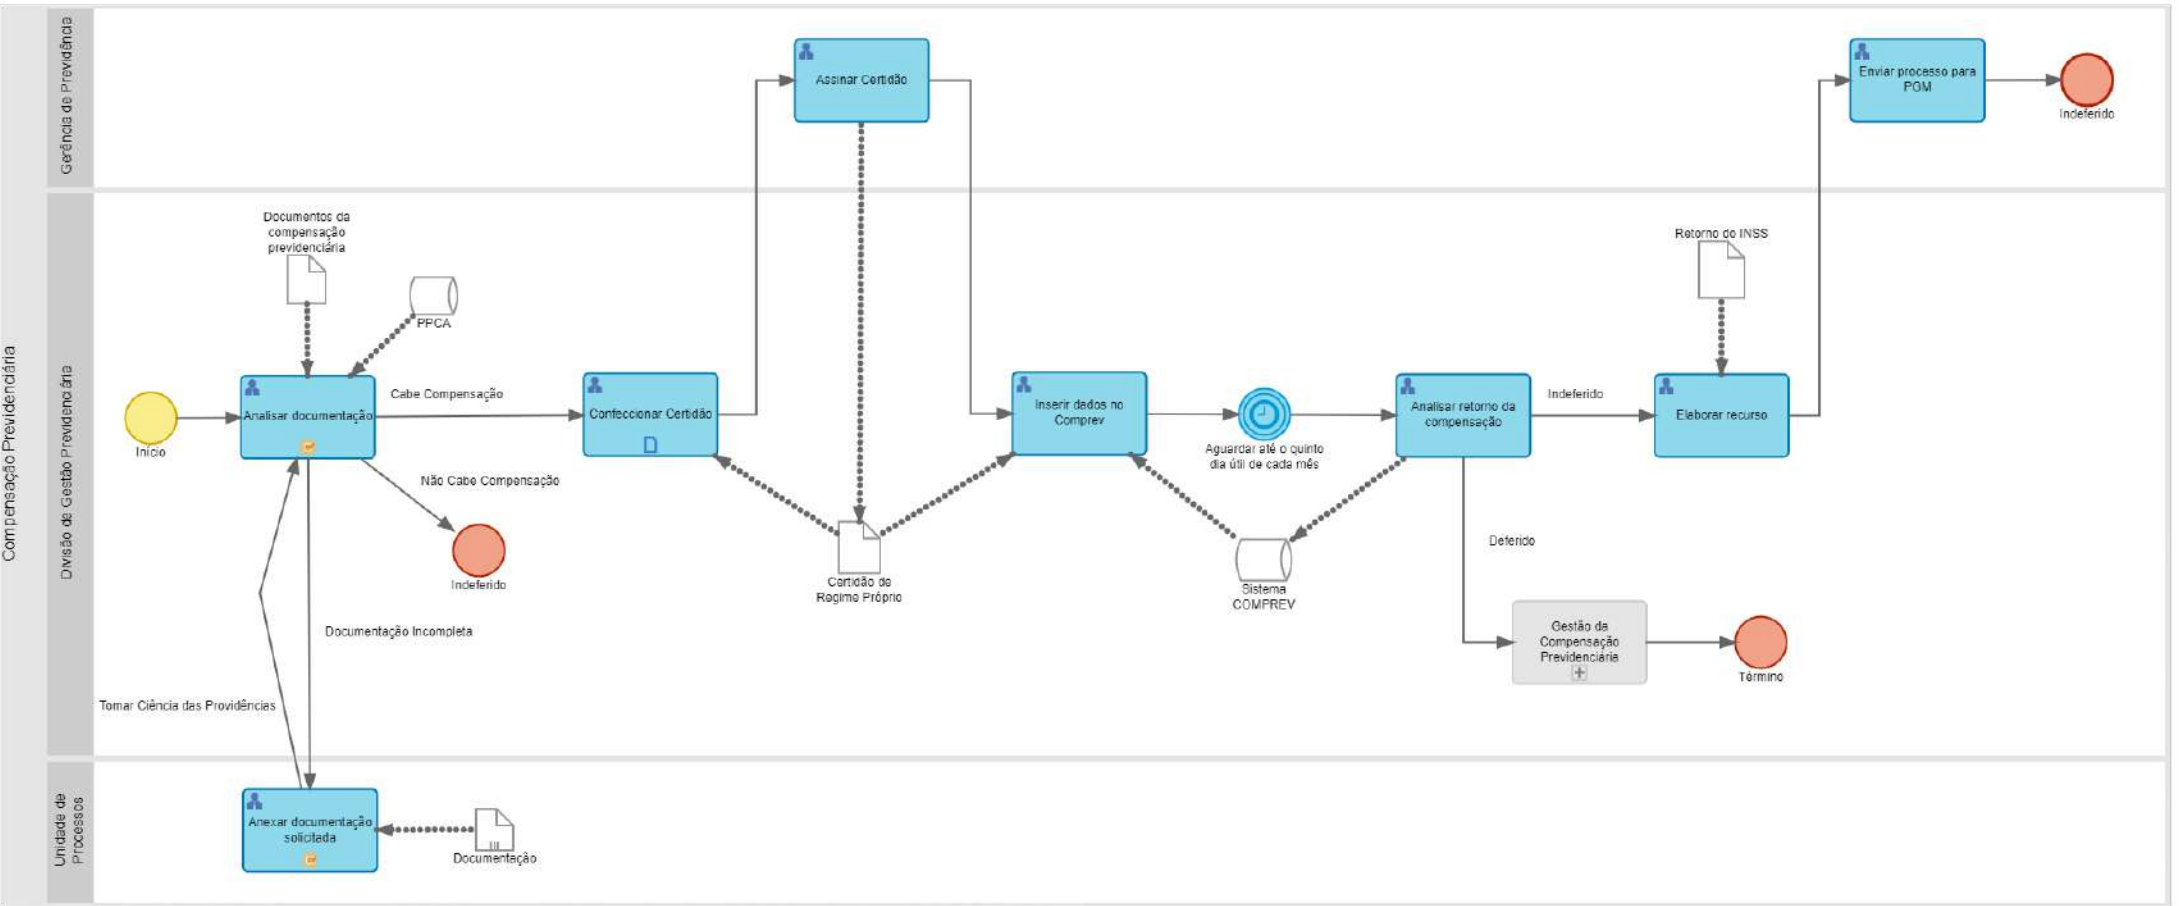 Compensação Previdenciária
Gerência de Previdência
Assinar Certidão
Enviar processo para
PGM
Indeferido
Divisão de Gestão Previdenciária
Documentos da
compensação
previdenciária
PPCA
Retorno do INSS
Início
Analisar documentação
Cabe Compensação
Confeccionar Certidão
Inserir dados no
Comprev
Aguardar até o quinto
dia útil de cada mês
Analisar retorno da
compensação
Indeferido
Elaborar recurso
Não Cabe Compensação
Indeferido
Certidão de
Regime Próprio
Sistema
COMPREV
Deferido
Documentação Incompleta
Gestão da
Compensação
Previdenciária
Término
Tomar Ciência das Providências
Unidade de
Processos
Anexar documentação
solicitada
Documentação